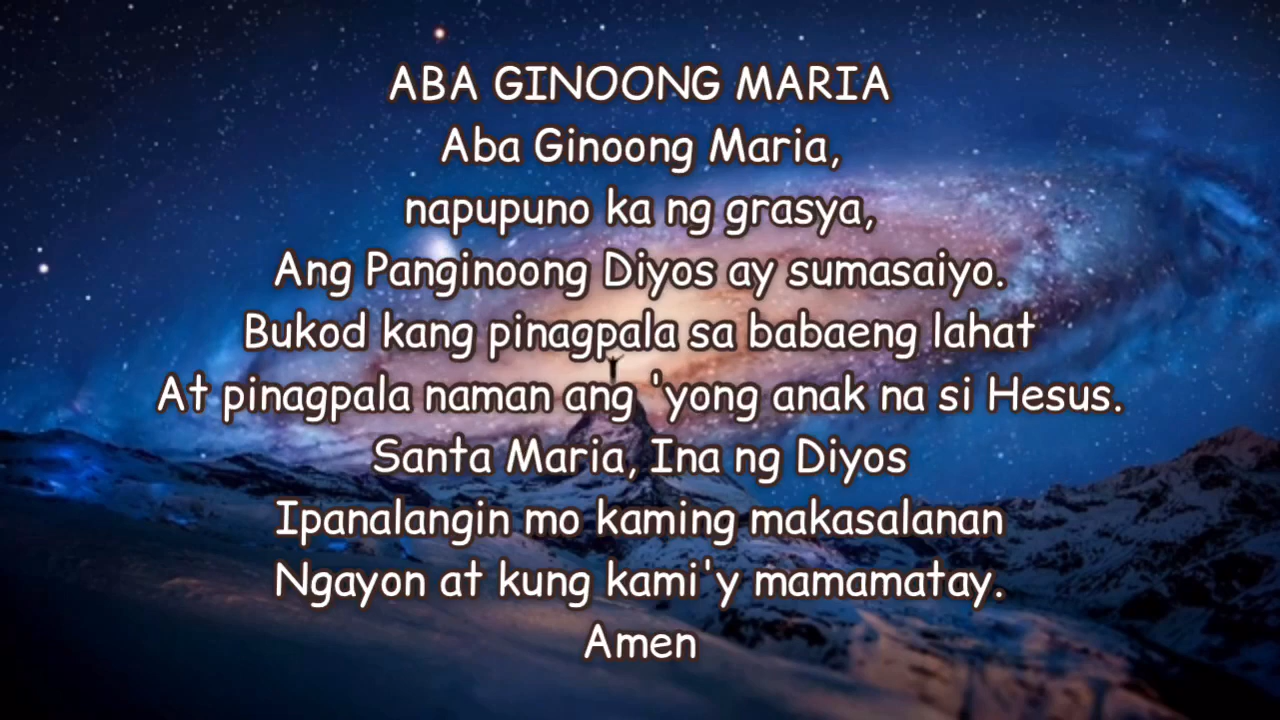 ABA GINOONG MARIA
Aba Ginoong Maria,
napupuno ka ng grasya,
Ang Panginoong Diyos ay sumasaiyo.
Bukod kang pinagpala sa babaeng lahat
At pinagpala naman ang 'yong anak na si Hesus.
Santa Maria, Ina ng Diyos
Ipanalangin mo kaming makasalanan
Ngayon at kung kami'y mamamatay.
Amen